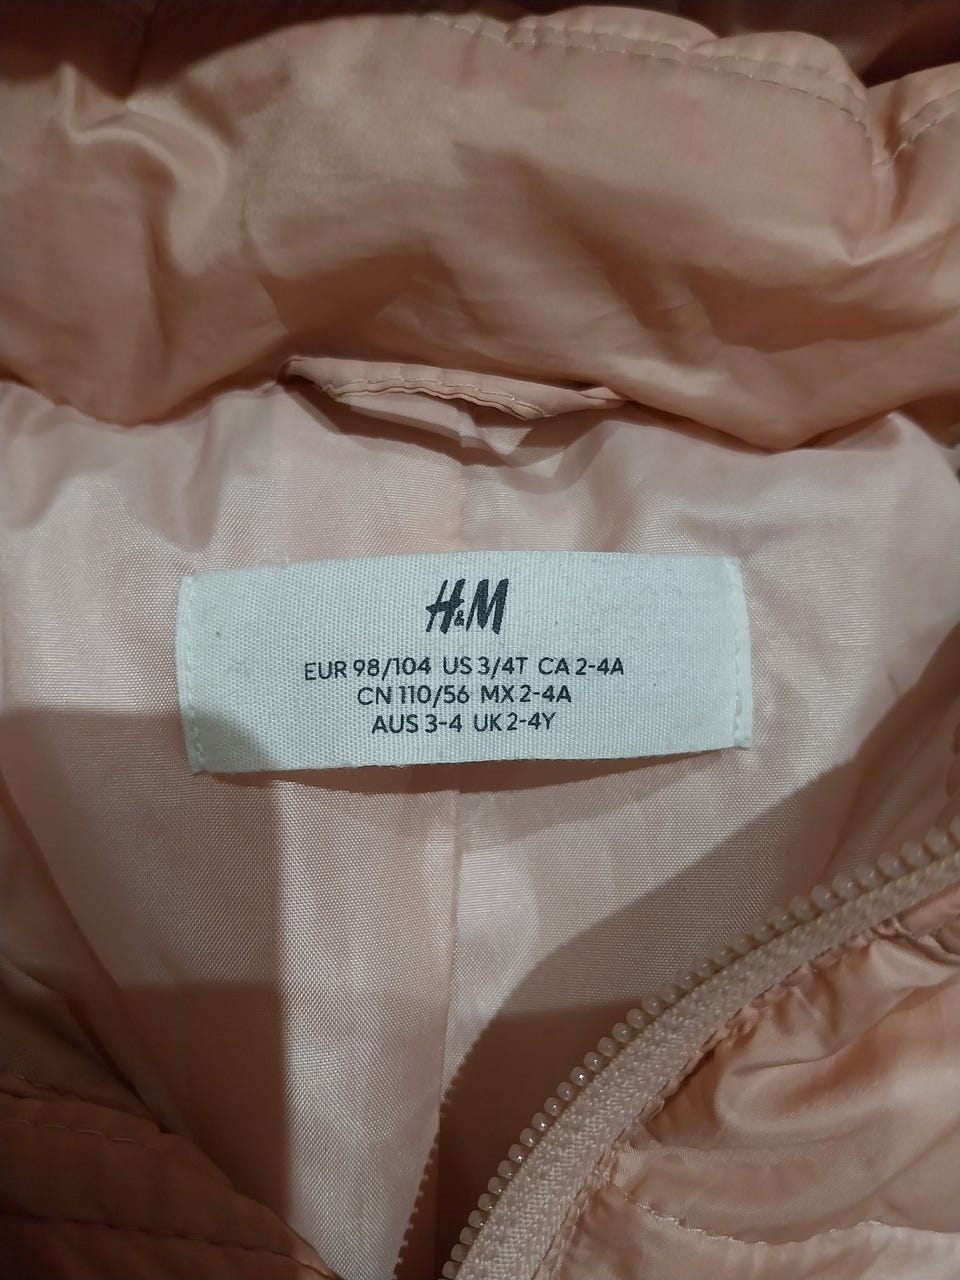 H&M
EUR 98/104 US 3/4T CA 2-4A
CN 110/56 MX 2-4A
AUS 3-4 UK 2-4Y